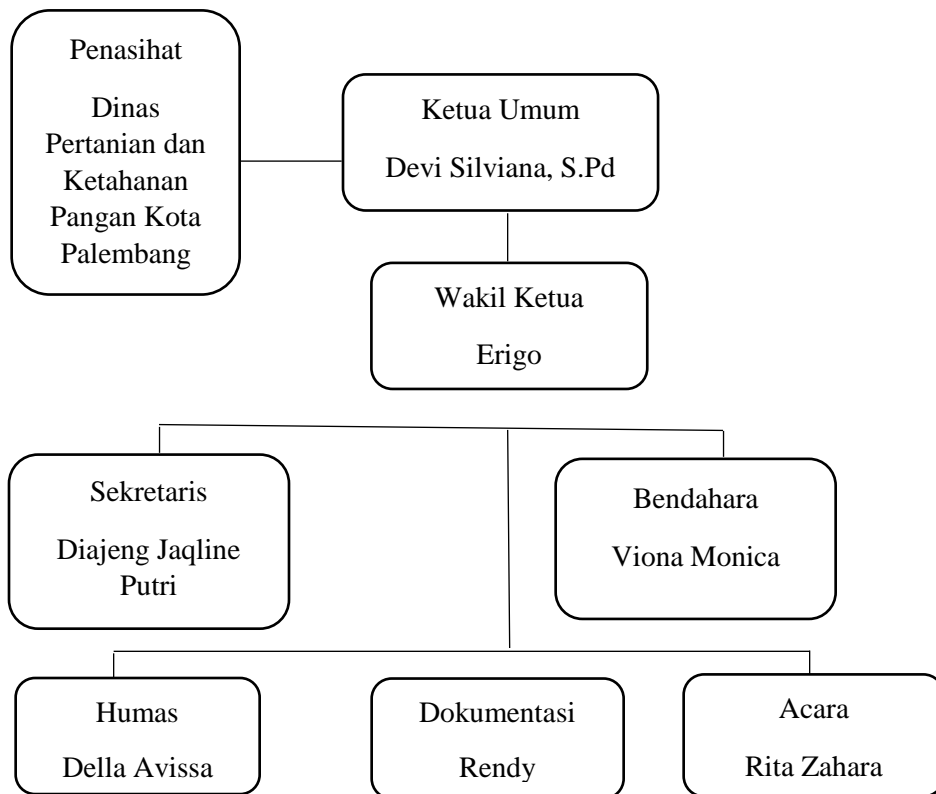 Penasihat
Dinas
Pertanian dan
Ketahanan
Pangan Kota
Palembang
Ketua Umum
Devi Silviana, S.Pd
Wakil Ketua
Erigo
Sekretaris
Diajeng Jaqline
Putri
Bendahara
Viona Monica
Humas
Della Avissa
Dokumentasi
Rendy
Acara
Rita Zahara